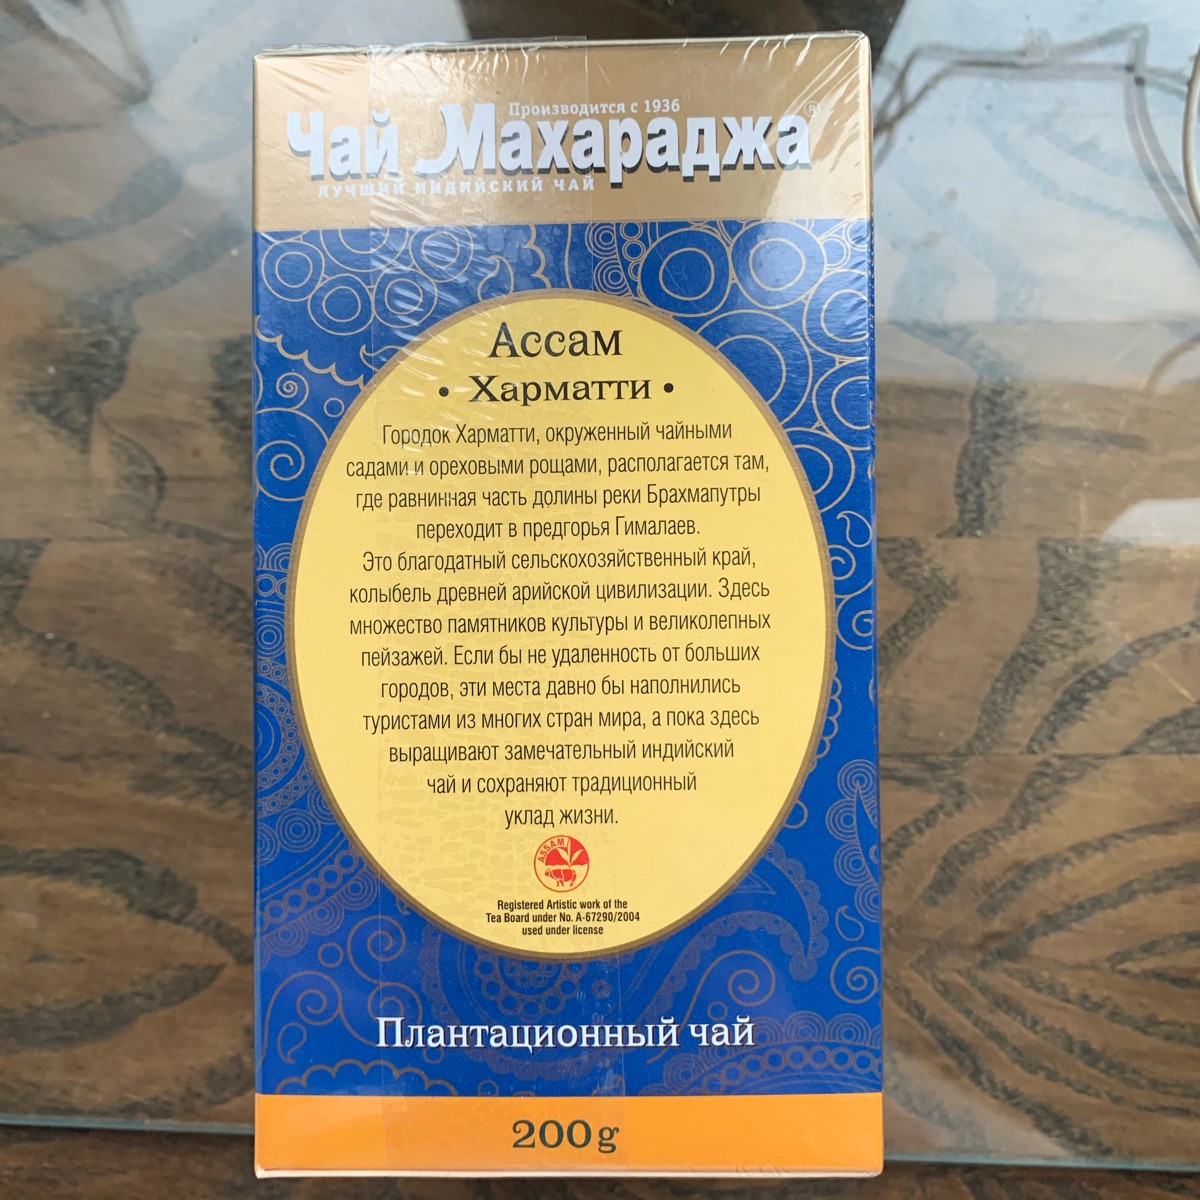 Производится с 1936
Чай Махараджа®
ЛУЧШИЙ ИНДИЙСКИЙ ЧАЙ
Ассам
• Харматти •
Городок Харматти, окруженный чайными
садами и ореховыми рощами, располагается там,
где равнинная часть долины реки Брахмапутры
переходит в предгорья Гималаев.
Это благодатный сельскохозяйственный край,
колыбель древней арийской цивилизации. Здесь
множество памятников культуры и великолепных
пейзажей. Если бы не удаленность от больших
городов, эти места давно бы наполнились
туристами из многих стран мира, а пока здесь
выращивают замечательный индийский
чай и сохраняют традиционный
уклад жизни.
ASSAM
Registered Artistic work of the
Tea Board under No. A-67290/2004
used under license
Плантационный чай
200g